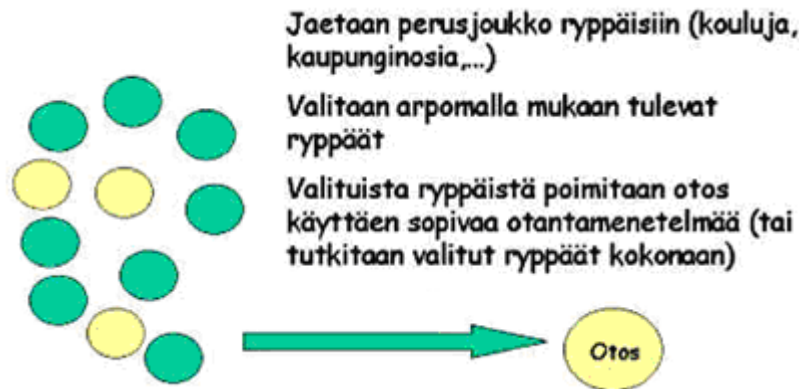 Jaetaan perusjoukko ryppäisiin (kouluja,
kaupunginosia,...)
Valitaan arpomalla mukaan tulevat
ryppäät
Valituista ryppäistä poimitaan otos
käyttäen sopivaa otantamenetelmää (tai
tutkitaan valitut ryppäät kokonaan)
Otos